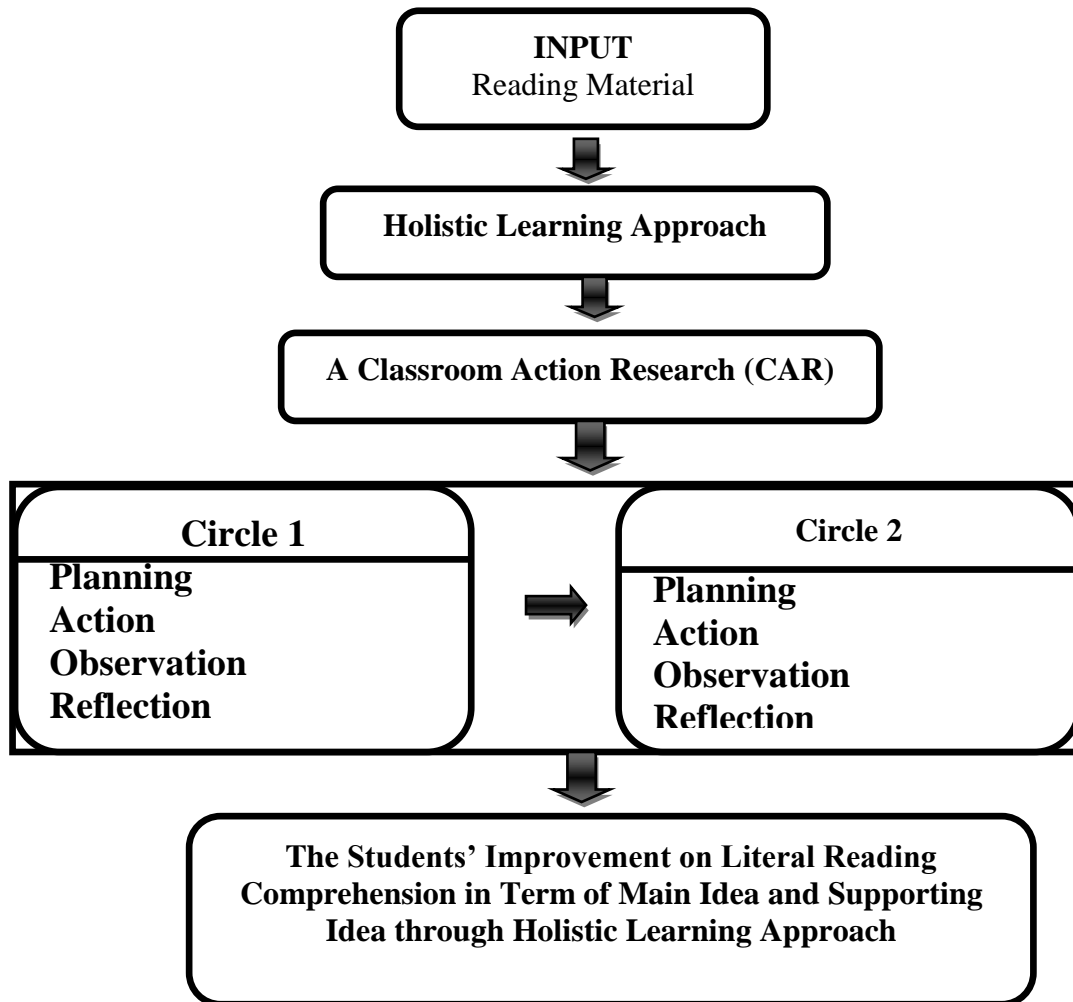 INPUT
Reading Material
Holistic Learning Approach
A Classroom Action Research (CAR)
Circle 1
Planning
Action
Observation
Reflection
Circle 2
Planning
Action
Observation
Reflection
The Students’ Improvement on Literal Reading
Comprehension in Term of Main Idea and Supporting
Idea through Holistic Learning Approach